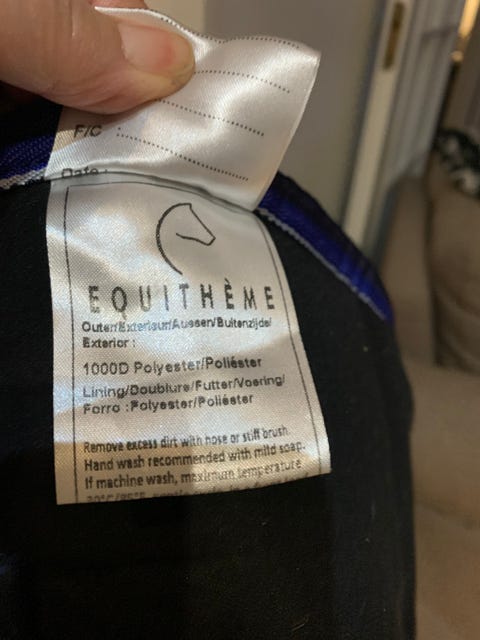 F/C :
Date :
EQUITHÈME
Outer/Exterieur/Aussen/Buitenzijde/
Exterior :
1000D Polyester/Poliéster
Lining/Doublure/Futter/Voering/
Forro :Polyester/Poliéster
Remove excess dirt with hose or stiff brush.
Hand wash recommended with mild soap.
If machine wash, maximum temperature